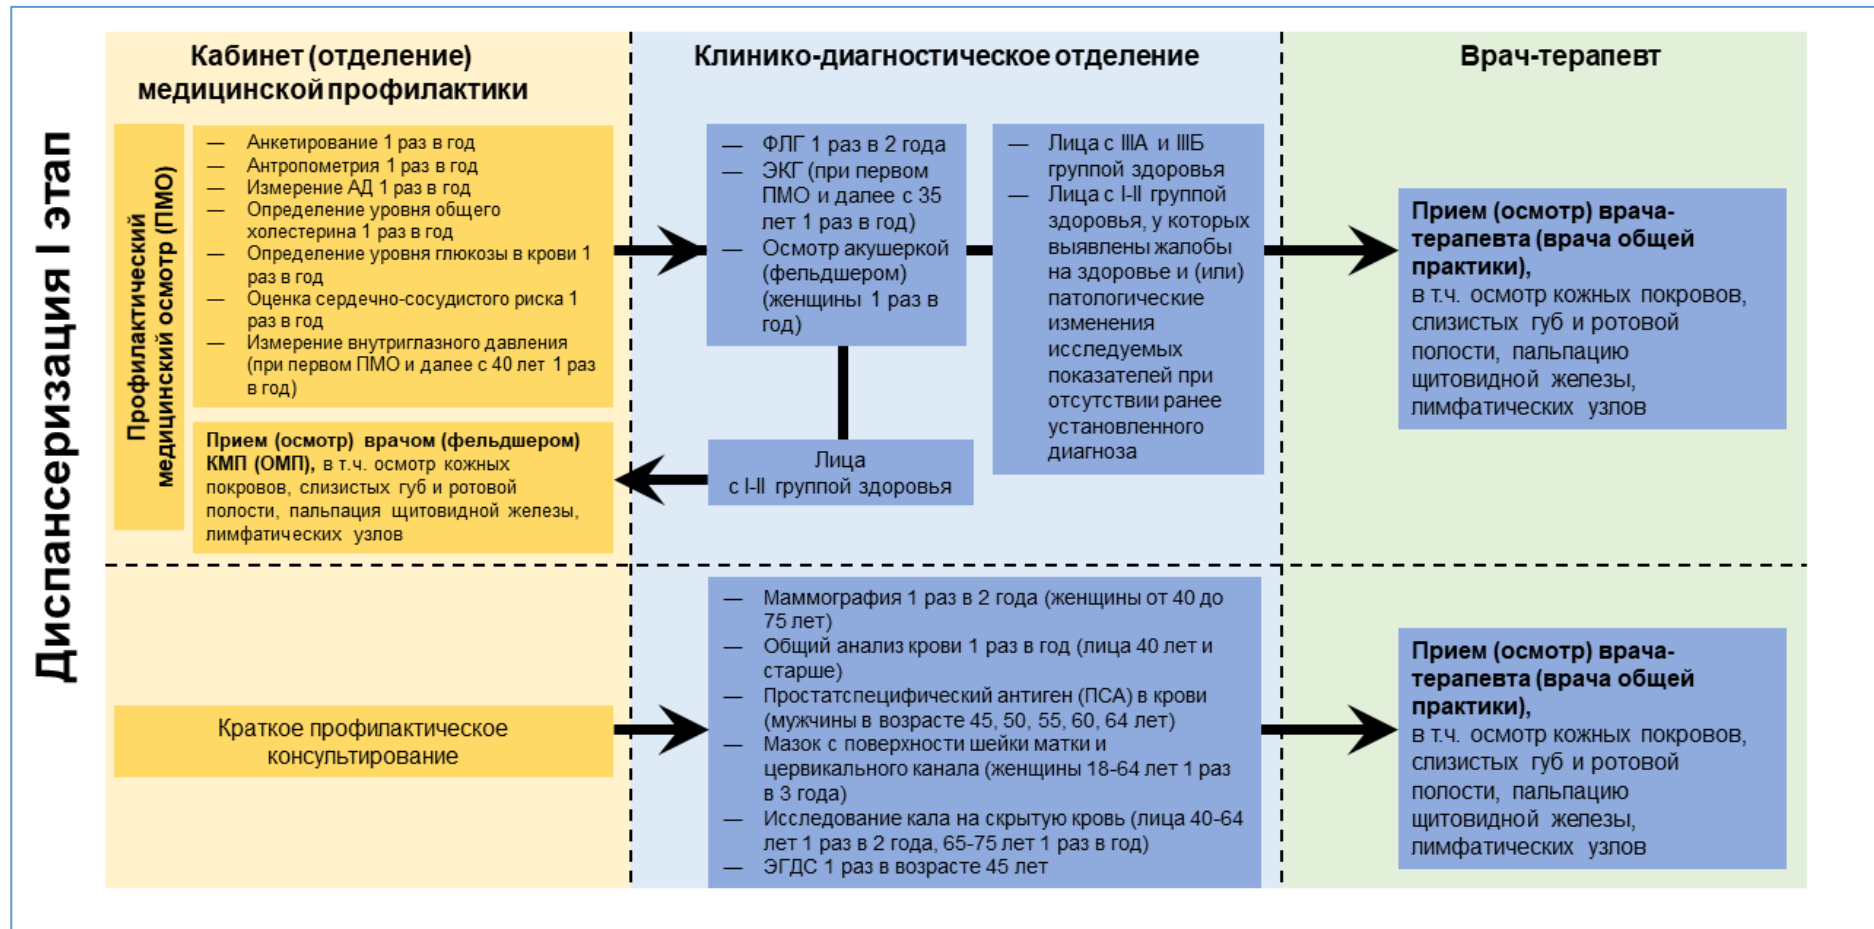 Диспансеризация I этап
Кабинет (отделение)
медицинской профилактики
Профилактический
медицинский осмотр (ПМО)
— Анкетирование 1 раз в год
— Антропометрия 1 раз в год
— Измерение АД 1 раз в год
— Определение уровня общего
холестерина 1 раз в год
— Определение уровня глюкозы в крови 1
раз в год
— Оценка сердечно-сосудистого риска 1
раз в год
— Измерение внутриглазного давления
(при первом ПМО и далее с 40 лет 1 раз
в год)
Прием (осмотр) врачом (фельдшером)
КМП (ОМП), в т.ч. осмотр кожных
покровов, слизистых губ и ротовой
полости, пальпация щитовидной железы,
лимфатических узлов
Клинико-диагностическое отделение
— ФЛГ 1 раз в 2 года
— ЭКГ (при первом
ПМО и далее с 35
лет 1 раз в год)
— Осмотр акушеркой
(фельдшером)
(женщины 1 раз в
год)
— Лица с IIIА и IIIБ
группой здоровья
— Лица с I-II группой
здоровья, у которых
выявлены жалобы
на здоровье и (или)
патологические
изменения
исследуемых
показателей при
отсутствии ранее
установленного
диагноза
Лица
с I-II группой здоровья
Врач-терапевт
Прием (осмотр) врача-
терапевта (врача общей
практики),
в т.ч. осмотр кожных покровов,
слизистых губ и ротовой
полости, пальпацию
щитовидной железы,
лимфатических узлов
Краткое профилактическое
консультирование
— Маммография 1 раз в 2 года (женщины от 40 до
75 лет)
— Общий анализ крови 1 раз в год (лица 40 лет и
старше)
— Простатспецифический антиген (ПСА) в крови
(мужчины в возрасте 45, 50, 55, 60, 64 лет)
— Мазок с поверхности шейки матки и
цервикального канала (женщины 18-64 лет 1 раз
в 3 года)
— Исследование кала на скрытую кровь (лица 40-64
лет 1 раз в 2 года, 65-75 лет 1 раз в год)
— ЭГДС 1 раз в возрасте 45 лет
Прием (осмотр) врача-
терапевта (врача общей
практики),
в т.ч. осмотр кожных покровов,
слизистых губ и ротовой
полости, пальпацию
щитовидной железы,
лимфатических узлов